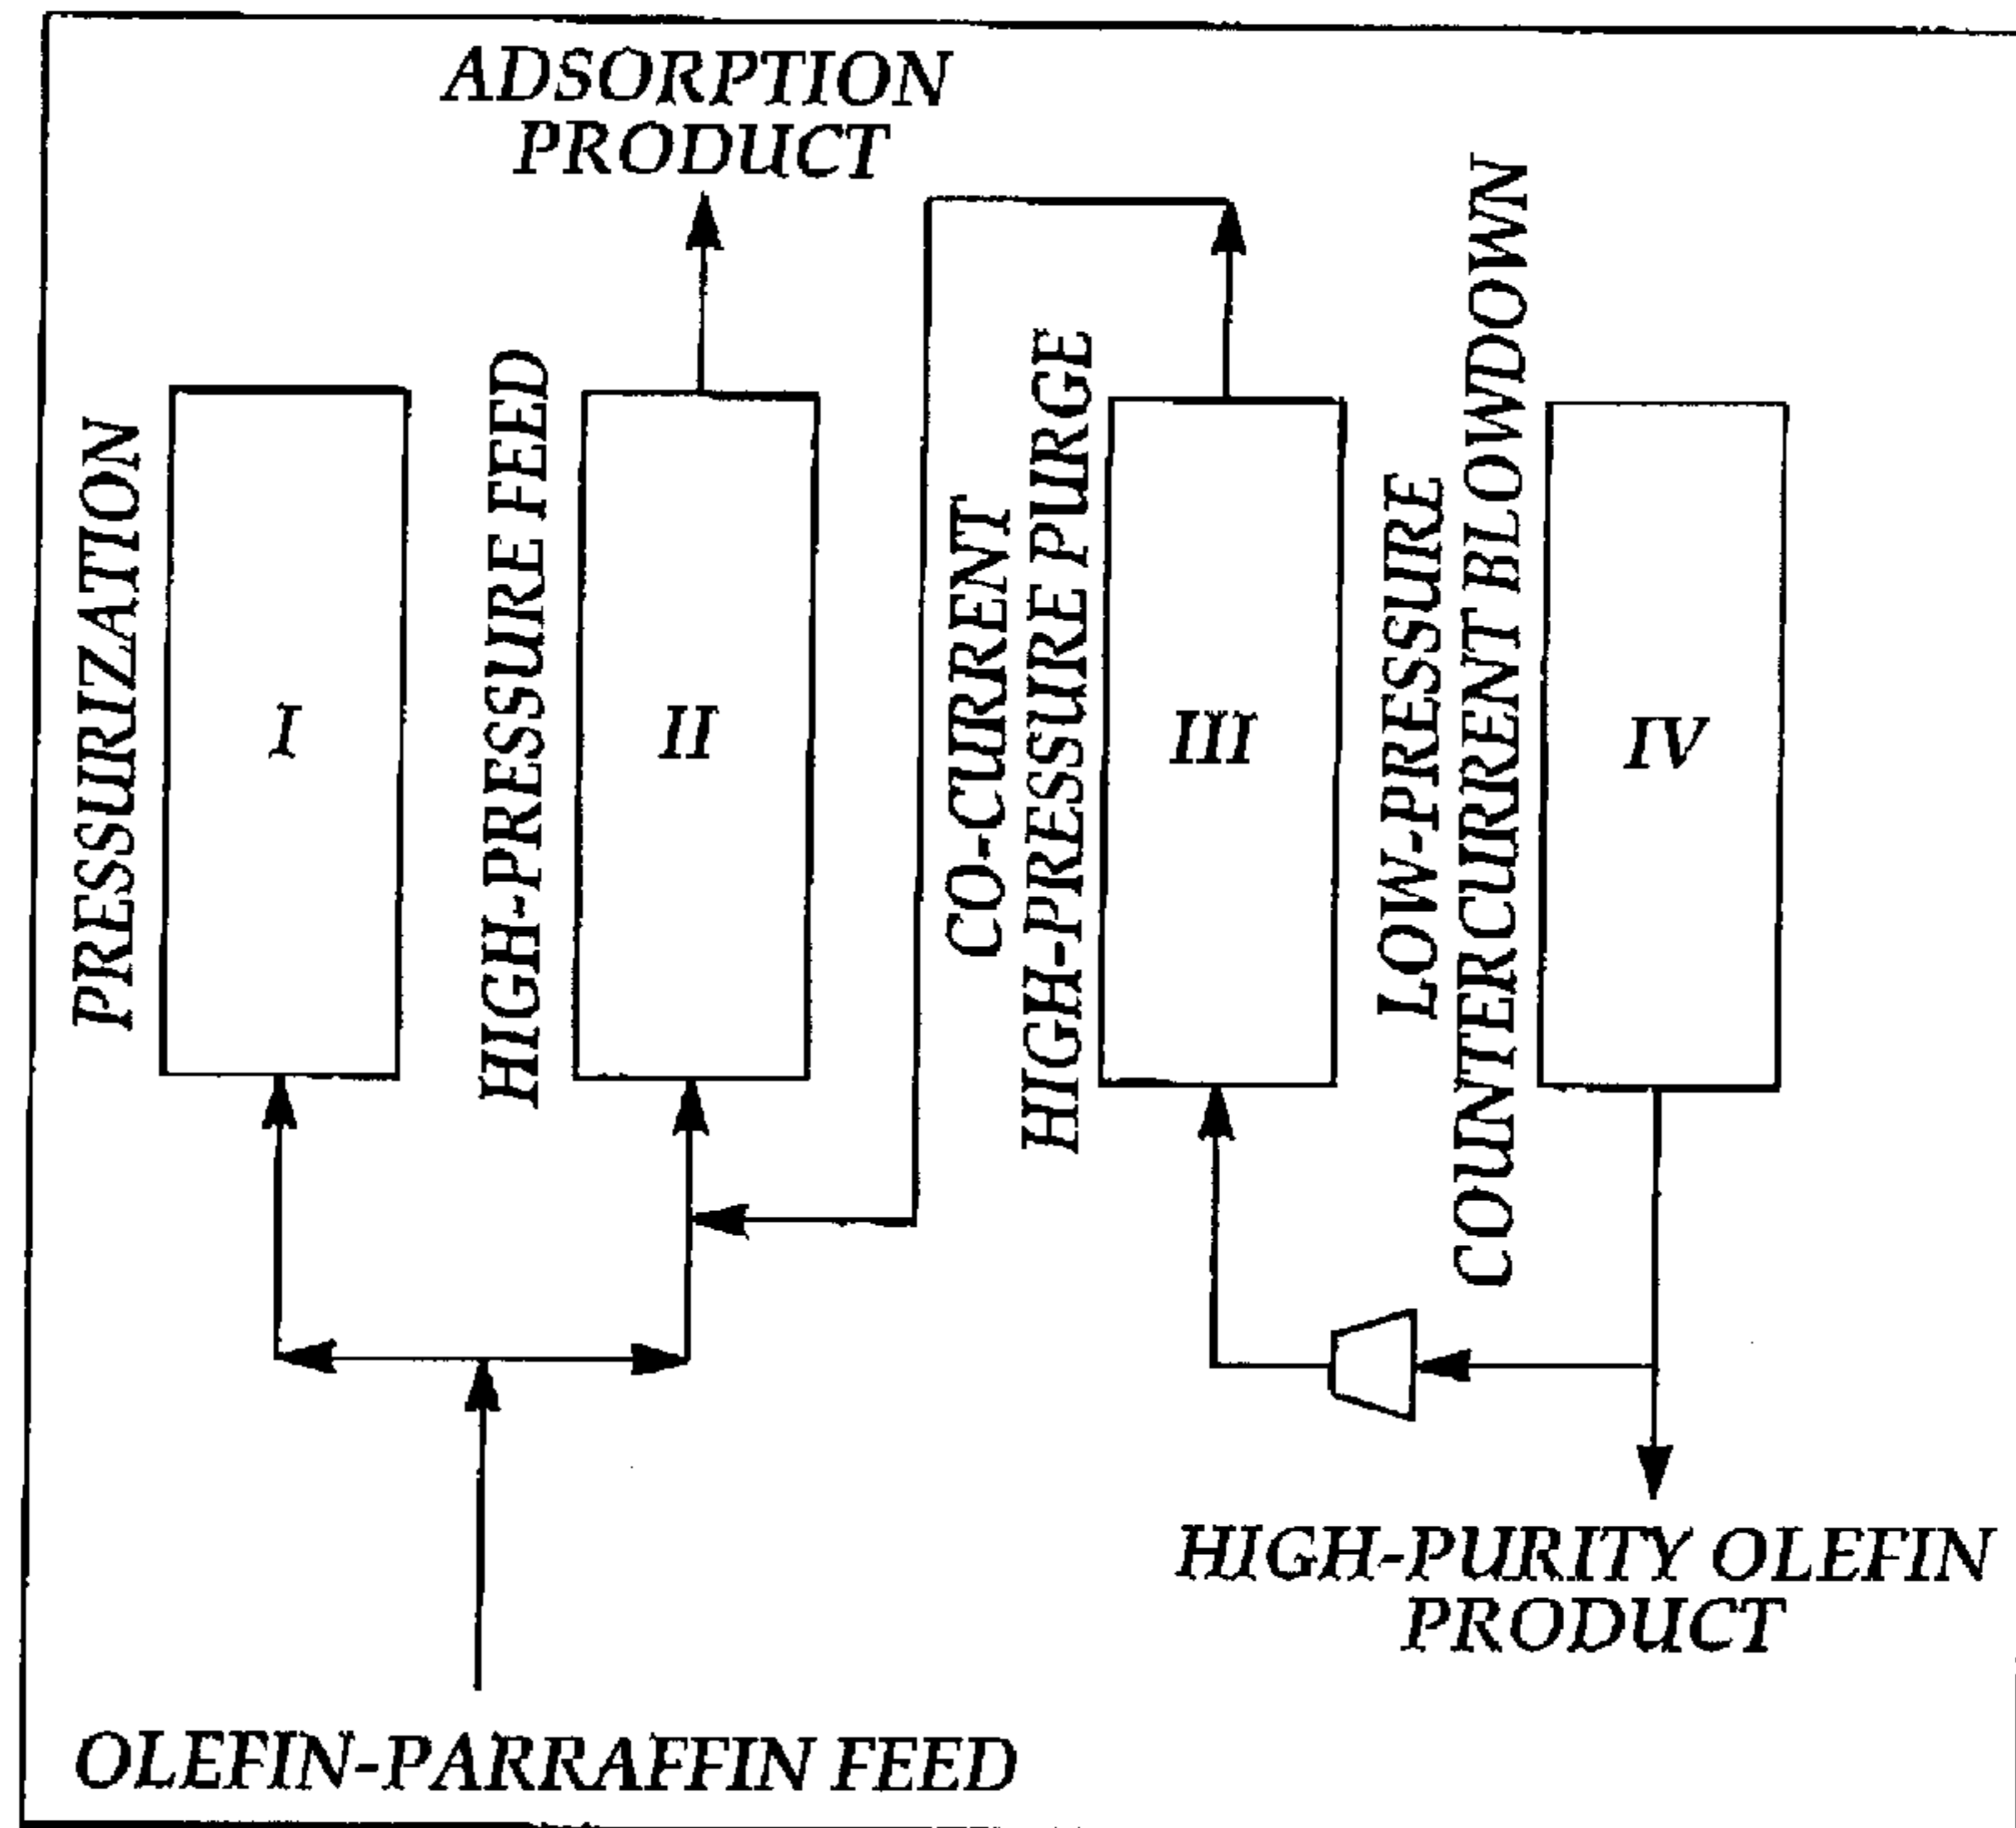 ADSORPTION
PRODUCT
PRESSURIZATION
I
HIGH-PRESSURE FEED
II
CO-CURRENT
HIGH-PRESSURE PURGE
III
LOW-PRESSURE
COUNTERCURRENT BLOWDOWN
IV
HIGH-PURITY OLEFIN
PRODUCT
OLEFIN-PARRAFFIN FEED